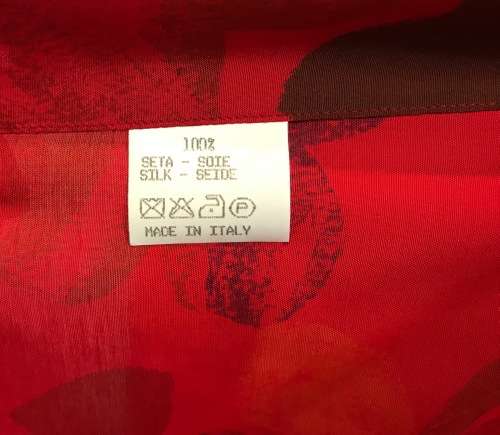 100%
SETA - SOIE
SILK - SEIDE
P
MADE IN ITALY